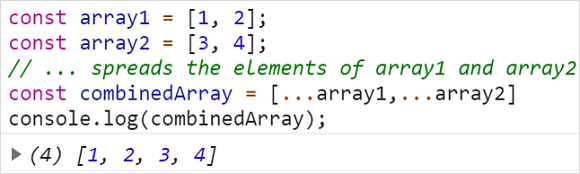 const array1 = [1, 2];
const array2 = [3, 4];
// ... spreads the elements of array1 and array2
const combinedArray = [...array1,...array2]
console.log(combinedArray);
(4) [1, 2, 3, 4]